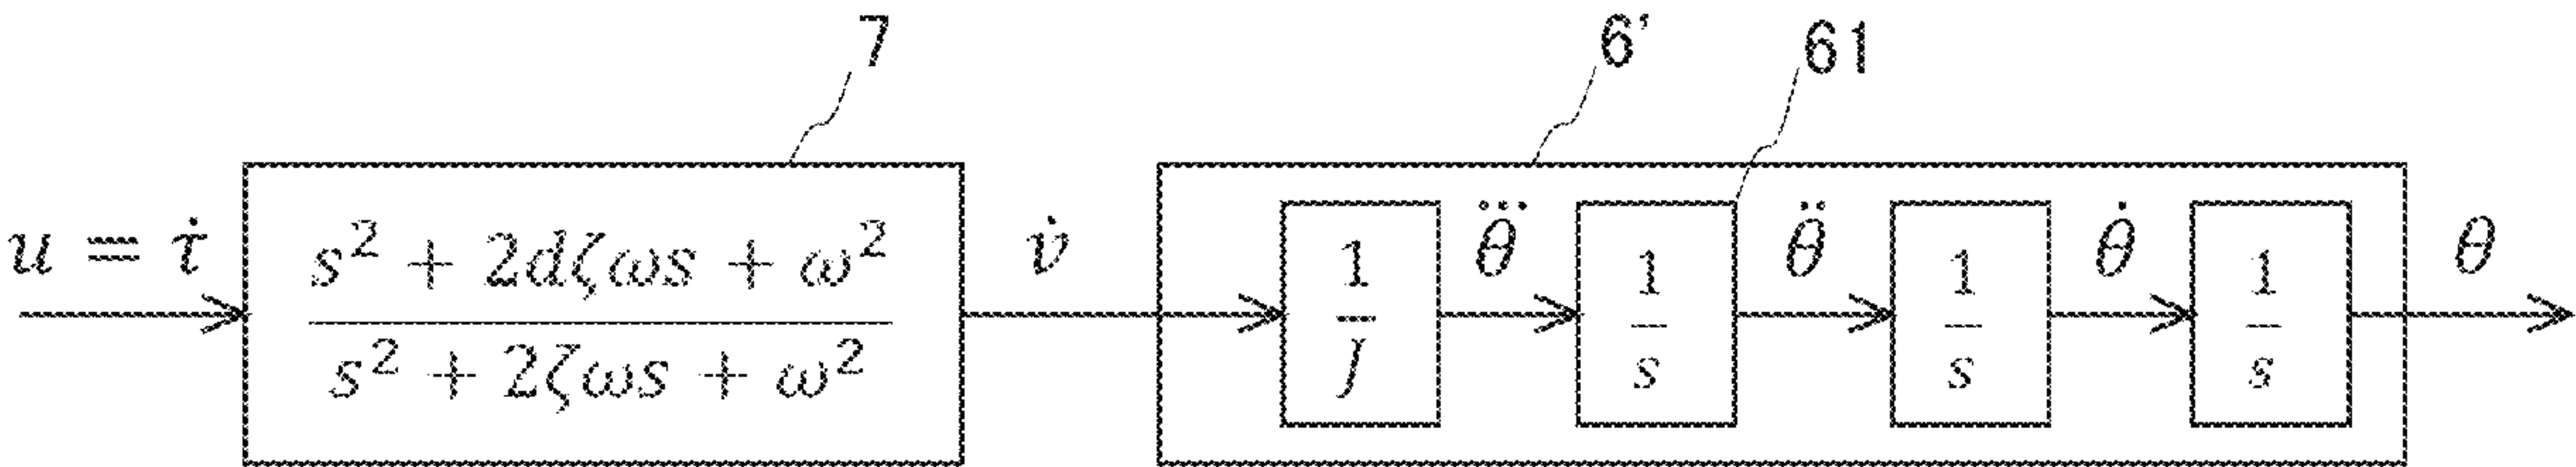 7 6' 61
u = τ̇
s² + 2dζωs + ω²
s² + 2ζωs + ω²
v̇
1
J
θ⃛
1
s
θ̈
1
s
θ̇
1
s
θ